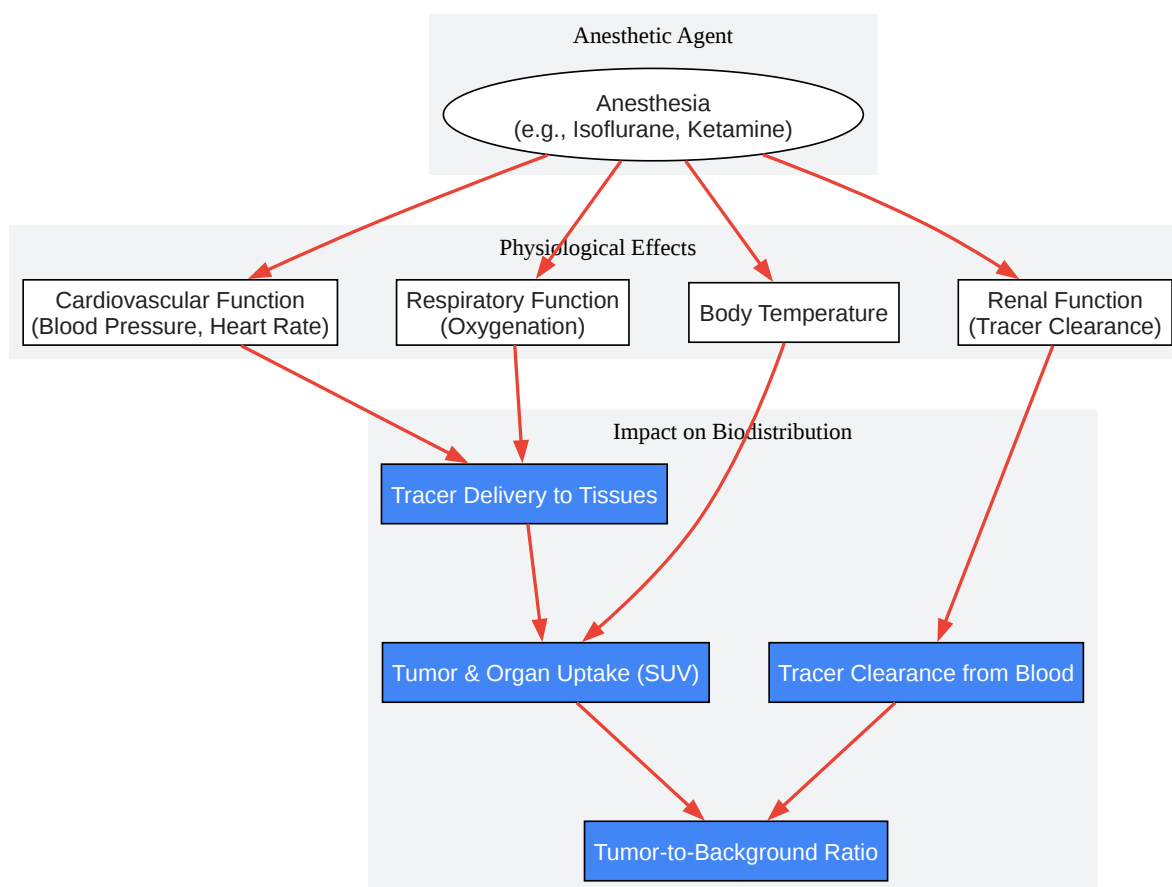 Anesthetic Agent
Anesthesia
(e.g., Isoflurane, Ketamine)
Physiological Effects
Cardiovascular Function
(Blood Pressure, Heart Rate)
Respiratory Function
(Oxygenation)
Body Temperature
Renal Function
(Tracer Clearance)
Impact on Biodistribution
Tracer Delivery to Tissues
Tumor & Organ Uptake (SUV)
Tracer Clearance from Blood
Tumor-to-Background Ratio